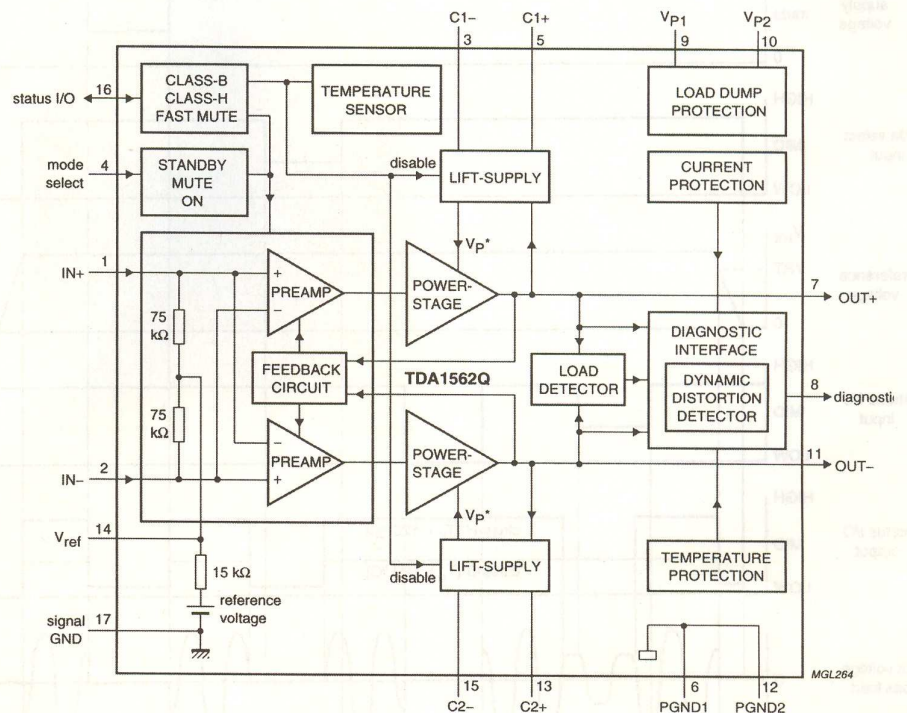 C1−
C1+
VP1
VP2
3
5
9
10
status I/O
16
CLASS-B
CLASS-H
FAST MUTE
TEMPERATURE
SENSOR
LOAD DUMP
PROTECTION
mode
select
4
STANDBY
MUTE
ON
disable
LIFT-SUPPLY
CURRENT
PROTECTION
VP*
IN+
1
+
PREAMP
−
POWER-
STAGE
7
OUT+
75
kΩ
FEEDBACK
CIRCUIT
TDA1562Q
LOAD
DETECTOR
DIAGNOSTIC
INTERFACE
DYNAMIC
DISTORTION
DETECTOR
8
diagnosti
75
kΩ
−
PREAMP
+
POWER-
STAGE
11
OUT−
IN−
2
VP*
Vref
14
disable
LIFT-SUPPLY
TEMPERATURE
PROTECTION
15 kΩ
reference
voltage
signal
GND
17
MGL264
15
13
6
12
C2−
C2+
PGND1
PGND2